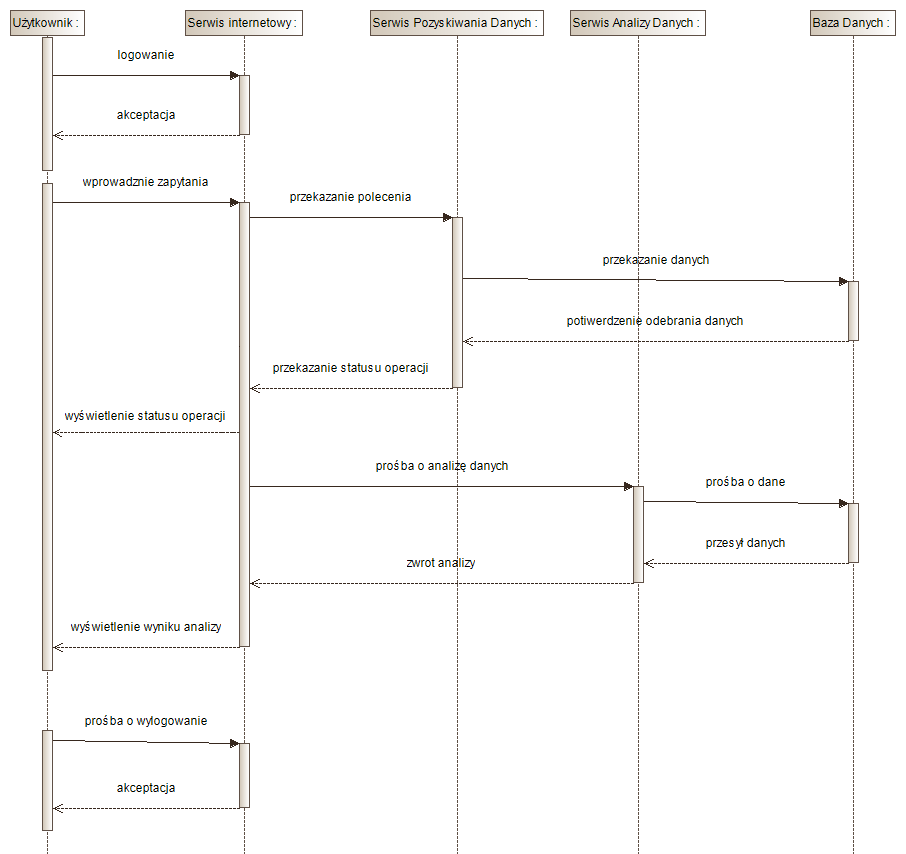 Użytkownik :
Serwis internetowy :
Serwis Pozyskiwania Danych :
Serwis Analizy Danych :
Baza Danych :
logowanie
akceptacja
wprowadznie zapytania
przekazanie polecenia
przekazanie danych
potiwerdzenie odebrania danych
przekazanie statusu operacji
wyświetlenie statusu operacji
prośba o analizę danych
prośba o dane
przesył danych
zwrot analizy
wyświetlenie wyniku analizy
prośba o wylogowanie
akceptacja